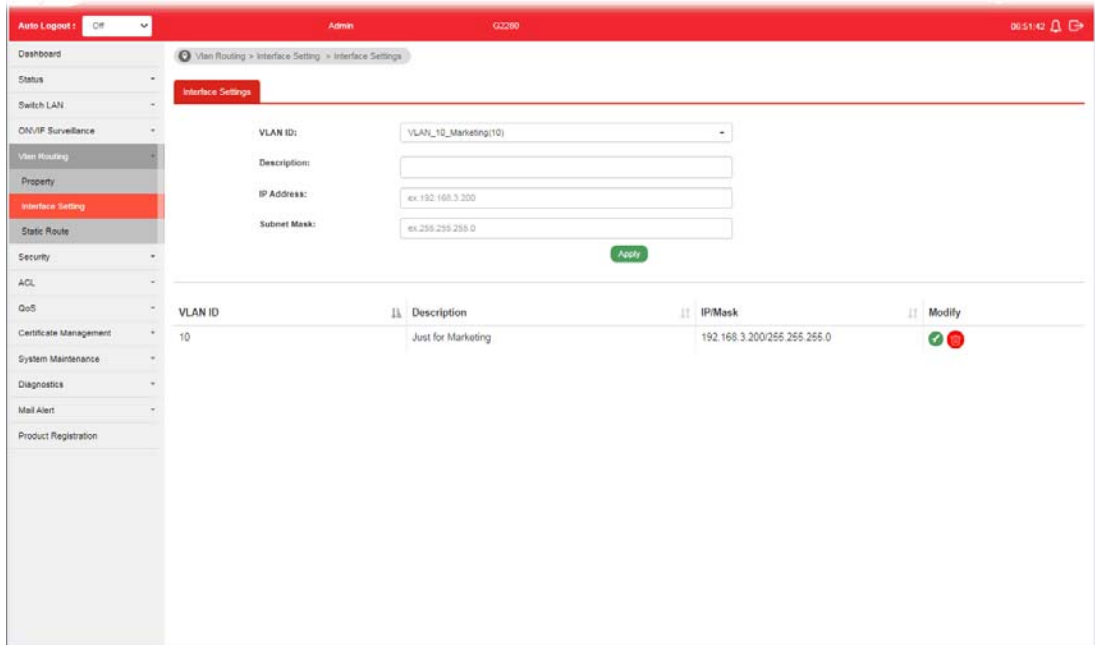 Auto Logout : Off Admin G2280 06:51:42
Dashboard
Status
Switch LAN
ONVIF Surveillance
Vlan Routing
Property
Interface Setting
Static Route
Security
ACL
QoS
Certificate Management
System Maintenance
Diagnostics
Mail Alert
Product Registration
Vlan Routing > Interface Setting > Interface Settings
Interface Settings
VLAN ID: VLAN_10_Marketing(10)
Description:
IP Address: ex.192.168.3.200
Subnet Mask: ex.255.255.255.0
Apply
VLAN ID Description IP/Mask Modify
10 Just for Marketing 192.168.3.200/255.255.255.0